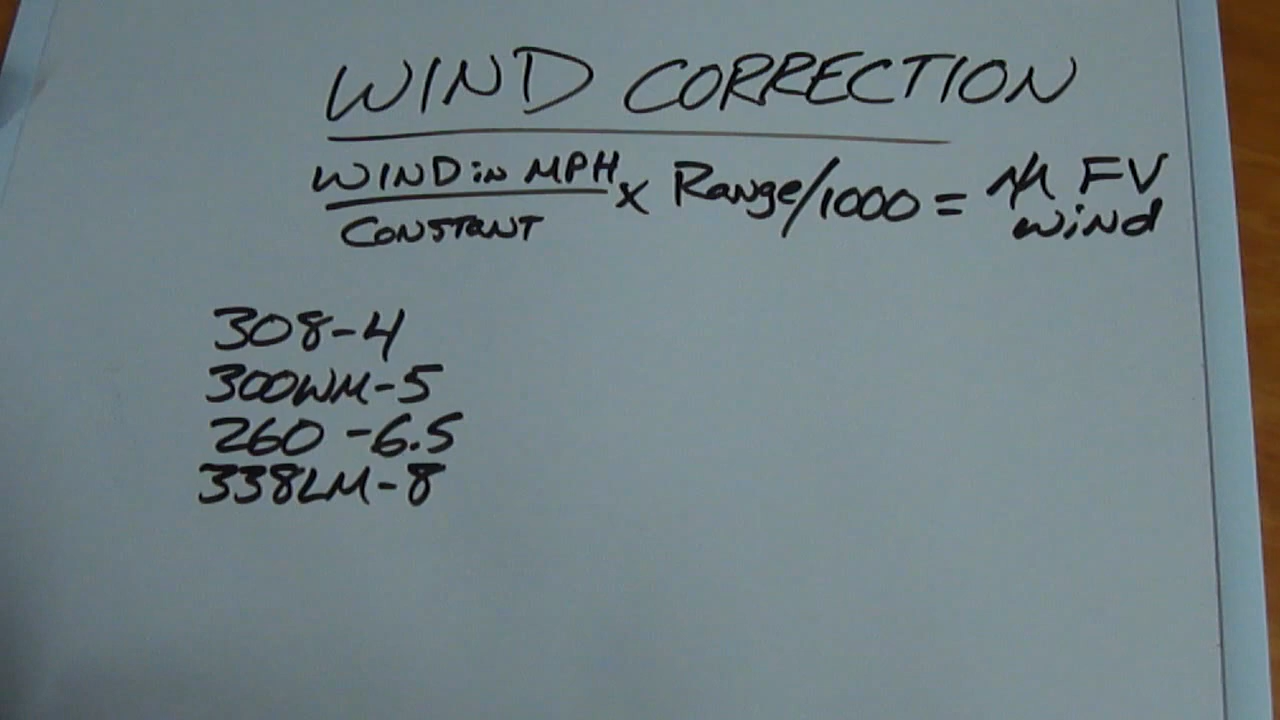 WIND CORRECTION
WIND in MPH x Range/1000 = FV
CONSTANT wind
308-4
300WM-5
260 -6.5
338LM-8